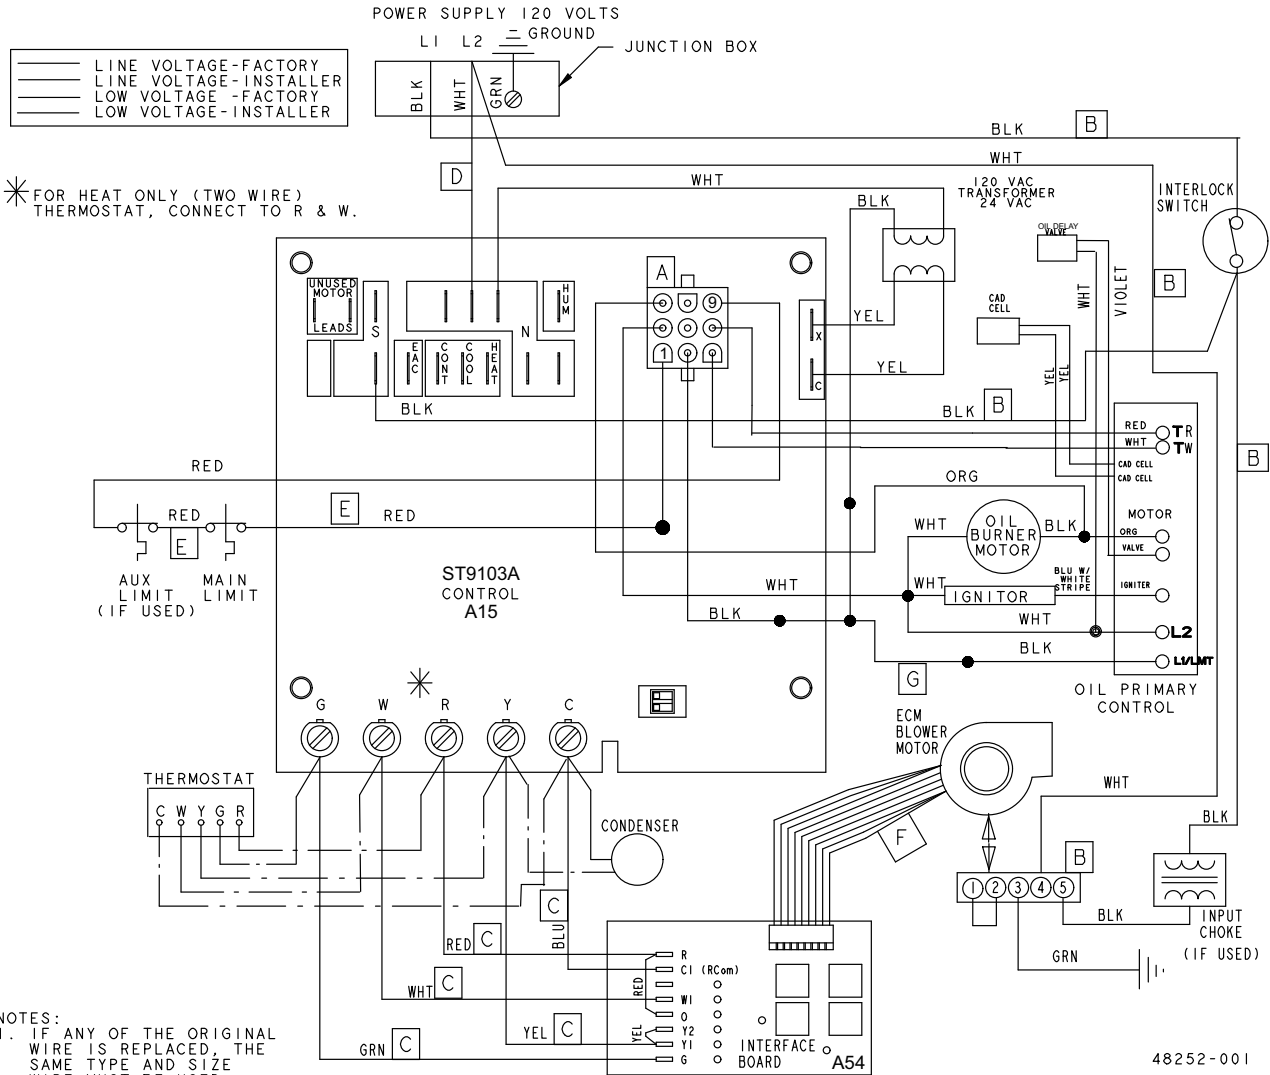 POWER SUPPLY 120 VOLTS
L1 L2 GROUND
JUNCTION BOX
LINE VOLTAGE-FACTORY
LINE VOLTAGE-INSTALLER
LOW VOLTAGE -FACTORY
LOW VOLTAGE-INSTALLER
BLK
WHT
GRN
BLK
B
WHT
D
WHT
FOR HEAT ONLY (TWO WIRE)
THERMOSTAT, CONNECT TO R & W.
120 VAC
TRANSFORMER
24 VAC
BLK
INTERLOCK
SWITCH
OIL DELAY
VALVE
WHT
VIOLET
B
CAD
CELL
YEL
YEL
UNUSED
MOTOR
LEADS
S
EAC
CONT
COOL
HEAT
N
HUM
A
9
1
X
C
YEL
YEL
BLK
BLK
B
RED
T R
WHT
T W
CAD CELL
CAD CELL
B
RED
ORG
E
RED
RED
E
AUX
LIMIT
(IF USED)
MAIN
LIMIT
ST9103A
CONTROL
A15
WHT
OIL
BURNER
MOTOR
BLK
MOTOR
ORG
VALVE
WHT
WHT
IGNITOR
BLU W/
WHITE
STRIPE
IGNITER
BLK
WHT
L2
BLK
L1/LMT
G
OIL PRIMARY
CONTROL
G W R Y C
ECM
BLOWER
MOTOR
WHT
THERMOSTAT
C W Y G R
CONDENSER
F
BLK
B
1 2 3 4 5
BLK
INPUT
CHOKE
(IF USED)
GRN
C
BLU
RED
C
WHT
C
YEL
C
GRN
C
R
C1 (RCom)
RED
W1
O
YEL
Y2
Y1
G
INTERFACE
BOARD
A54
NOTES:
1. IF ANY OF THE ORIGINAL
WIRE IS REPLACED, THE
SAME TYPE AND SIZE
WIRE MUST BE USED
48252-001